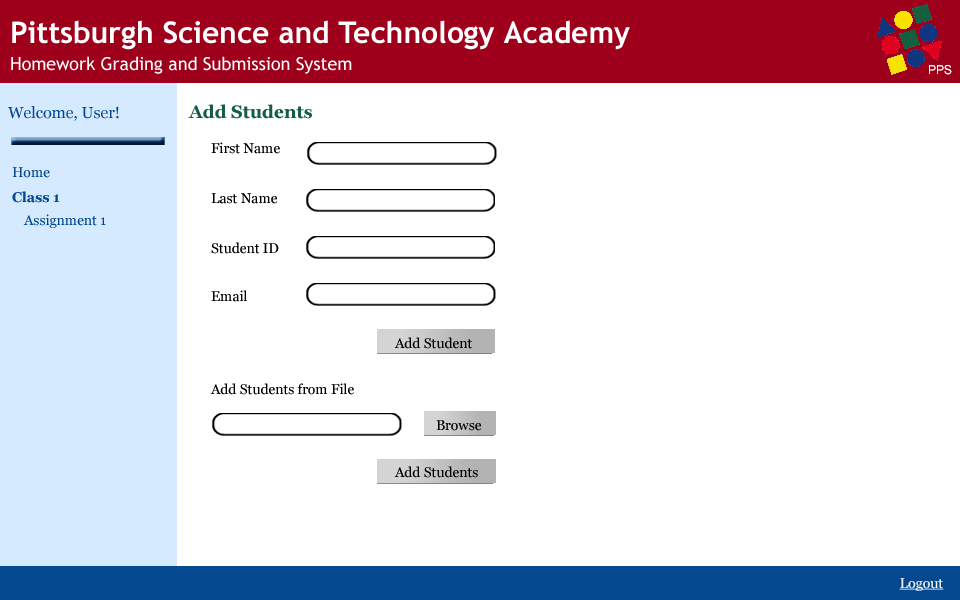 Pittsburgh Science and Technology Academy
Homework Grading and Submission System
PPS
Welcome, User!
Home
Class 1
Assignment 1
Add Students
First Name
Last Name
Student ID
Email
Add Student
Add Students from File
Browse
Add Students
Logout